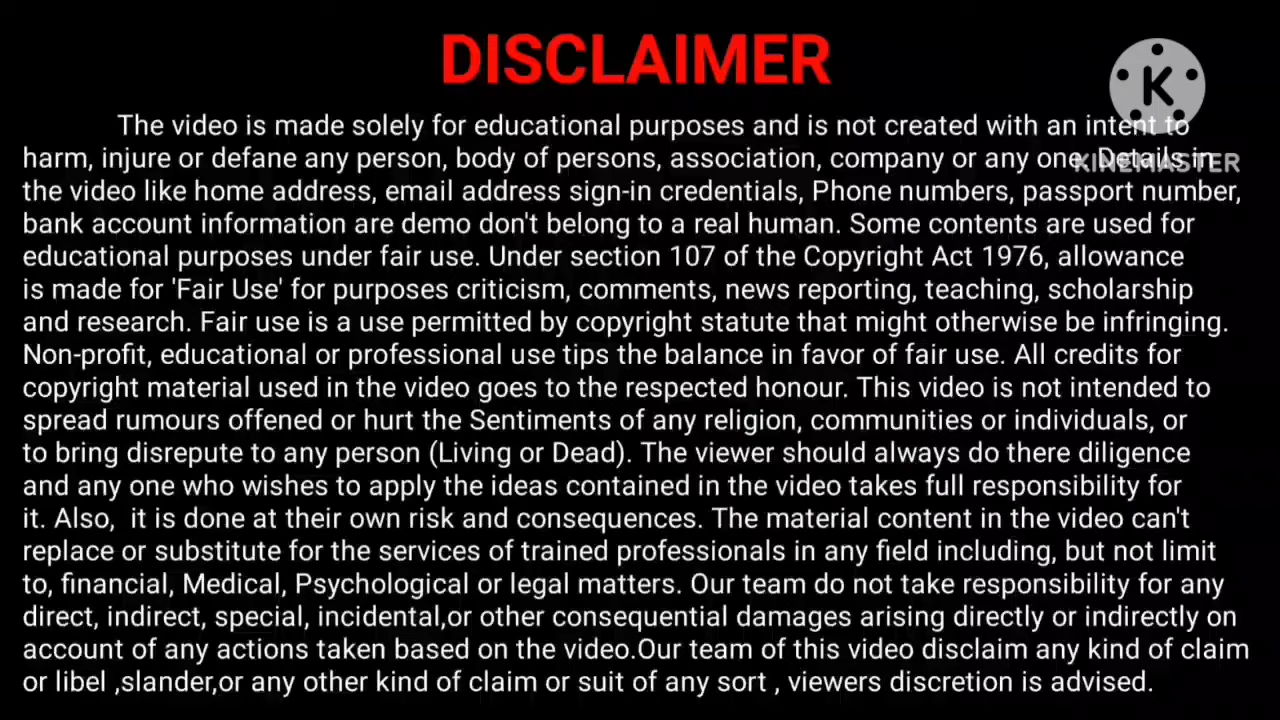 DISCLAIMER
K
KINEMASTER
The video is made solely for educational purposes and is not created with an intent to
harm, injure or defane any person, body of persons, association, company or any one. Details in
the video like home address, email address sign-in credentials, Phone numbers, passport number,
bank account information are demo don't belong to a real human. Some contents are used for
educational purposes under fair use. Under section 107 of the Copyright Act 1976, allowance
is made for 'Fair Use' for purposes criticism, comments, news reporting, teaching, scholarship
and research. Fair use is a use permitted by copyright statute that might otherwise be infringing.
Non-profit, educational or professional use tips the balance in favor of fair use. All credits for
copyright material used in the video goes to the respected honour. This video is not intended to
spread rumours offened or hurt the Sentiments of any religion, communities or individuals, or
to bring disrepute to any person (Living or Dead). The viewer should always do there diligence
and any one who wishes to apply the ideas contained in the video takes full responsibility for
it. Also,  it is done at their own risk and consequences. The material content in the video can't
replace or substitute for the services of trained professionals in any field including, but not limit
to, financial, Medical, Psychological or legal matters. Our team do not take responsibility for any
direct, indirect, special, incidental,or other consequential damages arising directly or indirectly on
account of any actions taken based on the video.Our team of this video disclaim any kind of claim
or libel ,slander,or any other kind of claim or suit of any sort , viewers discretion is advised.